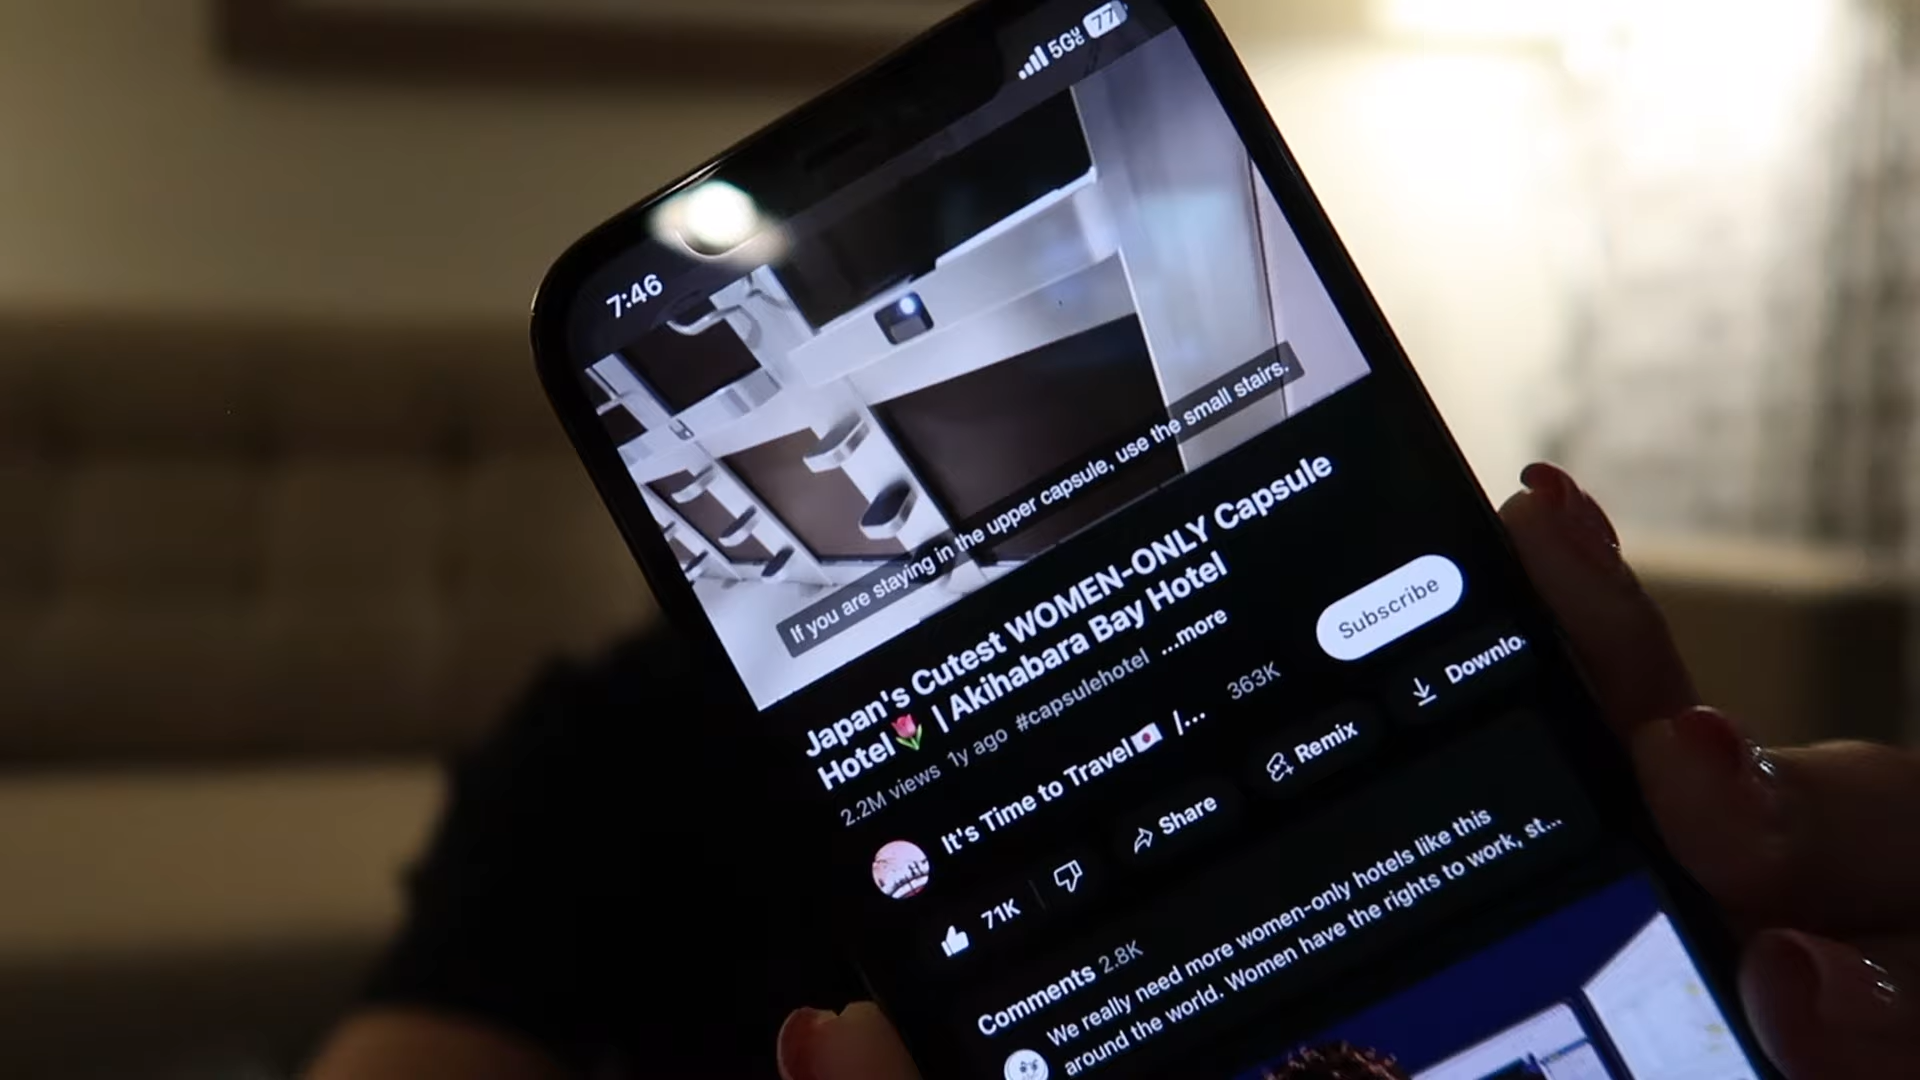 7:46
5G
77
If you are staying in the upper capsule, use the small stairs.
Japan's Cutest WOMEN-ONLY Capsule
Hotel🌷 | Akihabara Bay Hotel
2.2M views 1y ago #capsulehotel ...more
It's Time to Travel🇯🇵 /...
363K
Subscribe
71K
Share
Remix
Downlo
Comments 2.8K
We really need more women-only hotels like this
around the world. Women have the rights to work, st...